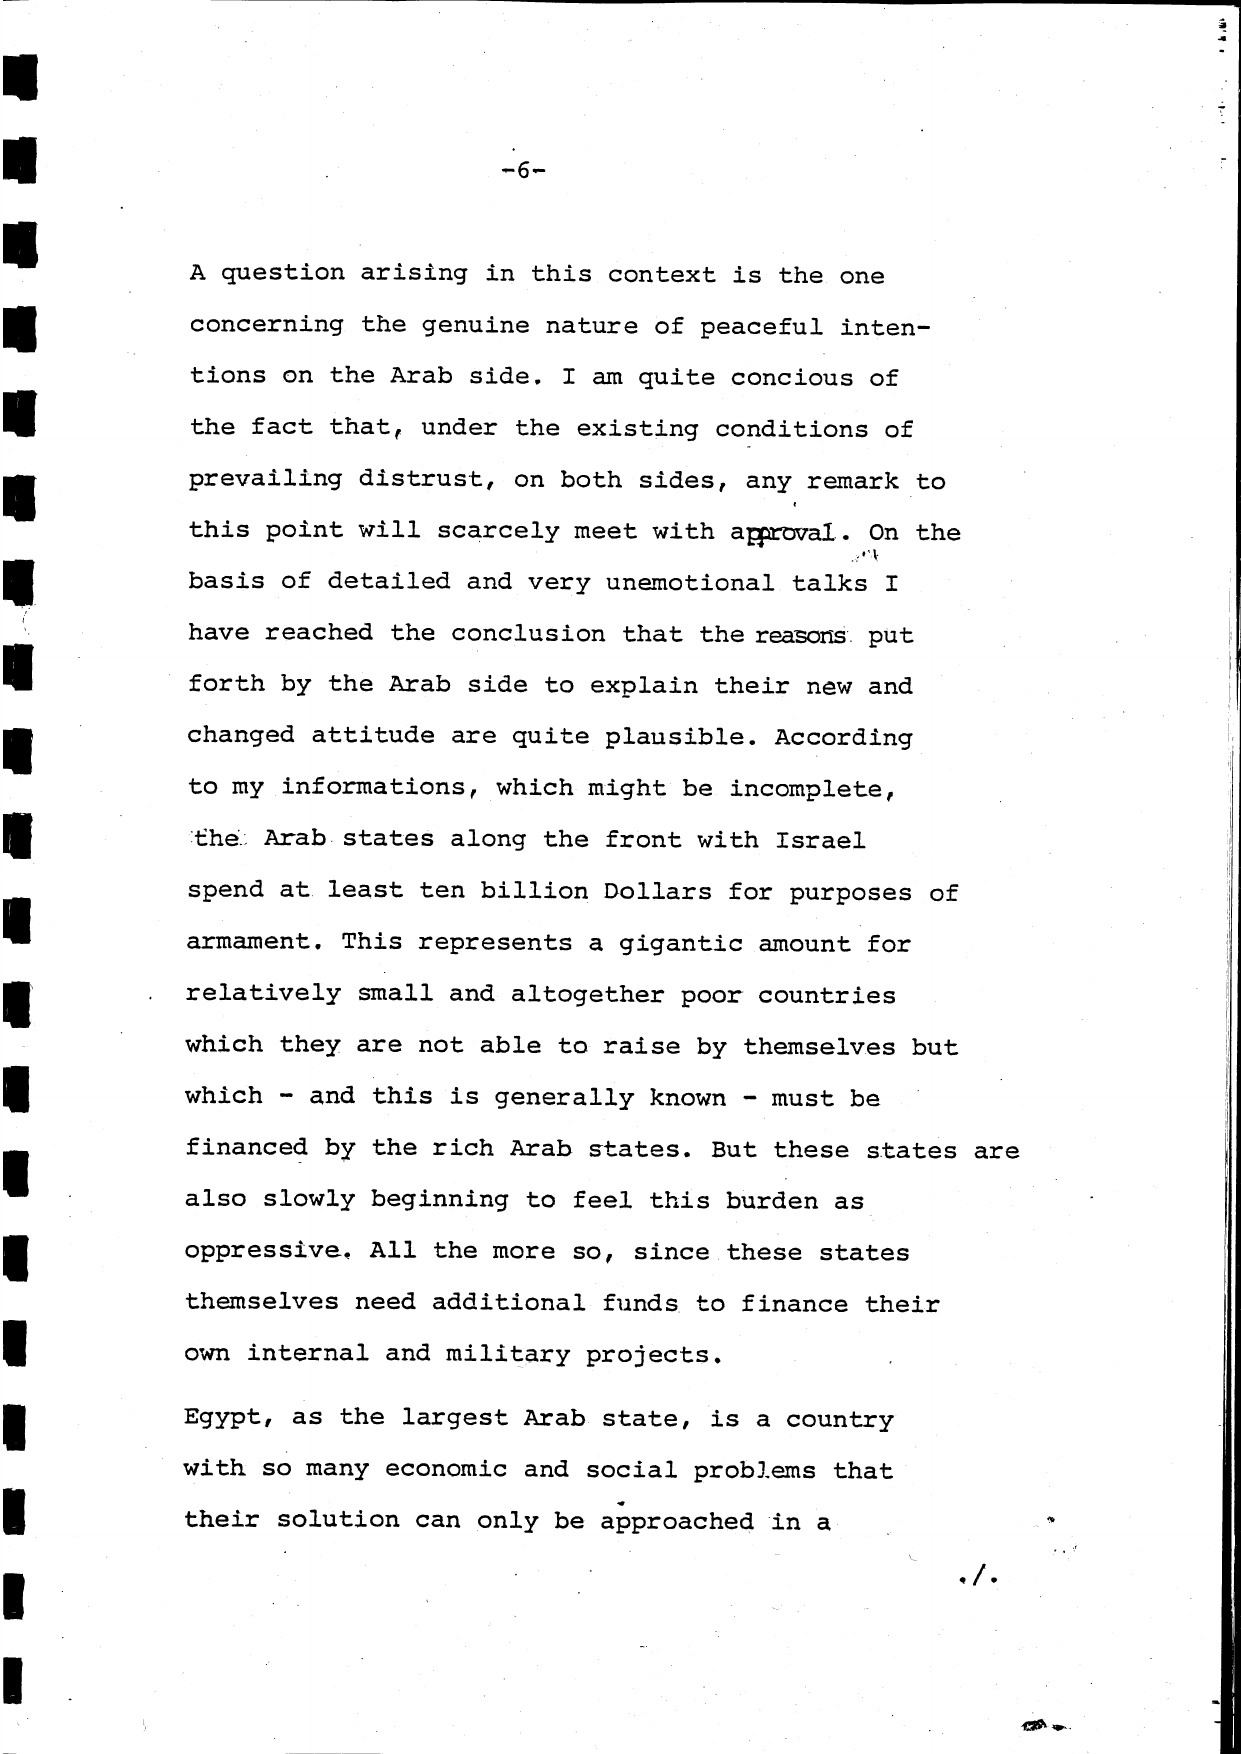 -6-
A question arising in this context is the one
concerning the genuine nature of peaceful inten-
tions on the Arab side. I am quite concious of
the fact that, under the existing conditions of
prevailing distrust, on both sides, any remark to
this point will scarcely meet with approval. On the
basis of detailed and very unemotional talks I
have reached the conclusion that the reasons put
forth by the Arab side to explain their new and
changed attitude are quite plausible. According
to my informations, which might be incomplete,
the Arab states along the front with Israel
spend at least ten billion Dollars for purposes of
armament. This represents a gigantic amount for
relatively small and altogether poor countries
which they are not able to raise by themselves but
which - and this is generally known - must be
financed by the rich Arab states. But these states are
also slowly beginning to feel this burden as
oppressive. All the more so, since these states
themselves need additional funds to finance their
own internal and military projects.
Egypt, as the largest Arab state, is a country
with so many economic and social problems that
their solution can only be approached in a
./.